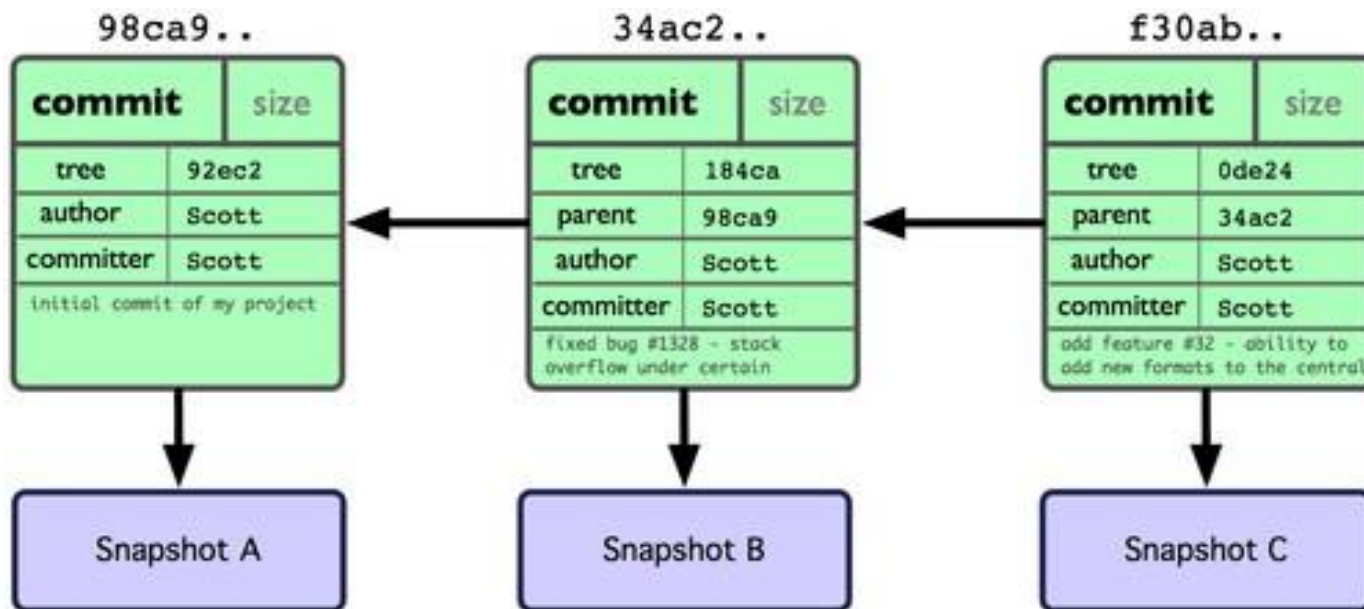 98ca9..
commit size
tree 92ec2
author Scott
committer Scott
initial commit of my project
Snapshot A
34ac2..
commit size
tree 184ca
parent 98ca9
author Scott
committer Scott
fixed bug #1328 - stack
overflow under certain
Snapshot B
f30ab..
commit size
tree 0de24
parent 34ac2
author Scott
committer Scott
add feature #32 - ability to
add new formats to the central
Snapshot C